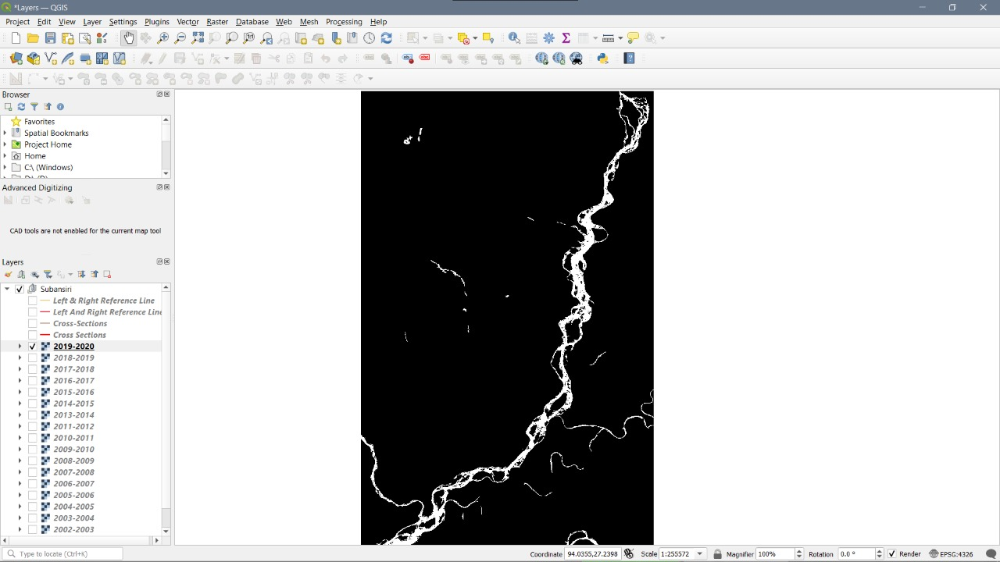 *Layers — QGIS
Project Edit View Layer Settings Plugins Vector Raster Database Web Mesh Processing Help
Browser
Favorites
Spatial Bookmarks
Project Home
Home
C:\ (Windows)
Advanced Digitizing
CAD tools are not enabled for the current map tool
Layers
Subansiri
Left & Right Reference Line
Left And Right Reference Line
Cross-Sections
Cross Sections
2019-2020
2018-2019
2017-2018
2016-2017
2015-2016
2014-2015
2013-2014
2011-2012
2010-2011
2009-2010
2008-2009
2007-2008
2006-2007
2005-2006
2004-2005
2003-2004
2002-2003
Type to locate (Ctrl+K) Coordinate 94.0355,27.2398 Scale 1:255572 Magnifier 100% Rotation 0.0 ° Render EPSG:4326